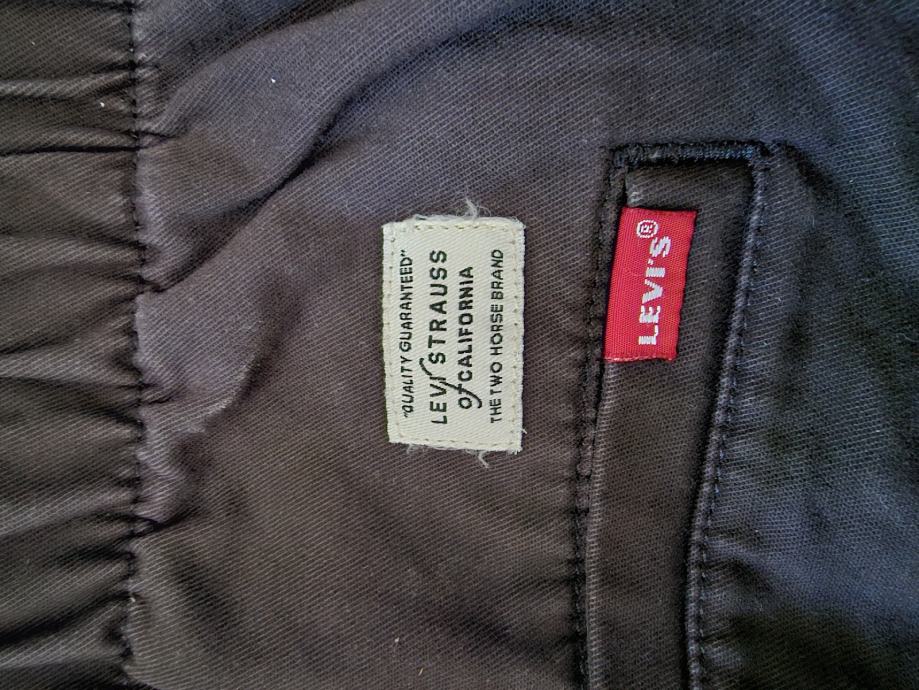 "QUALITY GUARANTEED"
LEVI STRAUSS
of CALIFORNIA
THE TWO HORSE BRAND
LEVI'S®